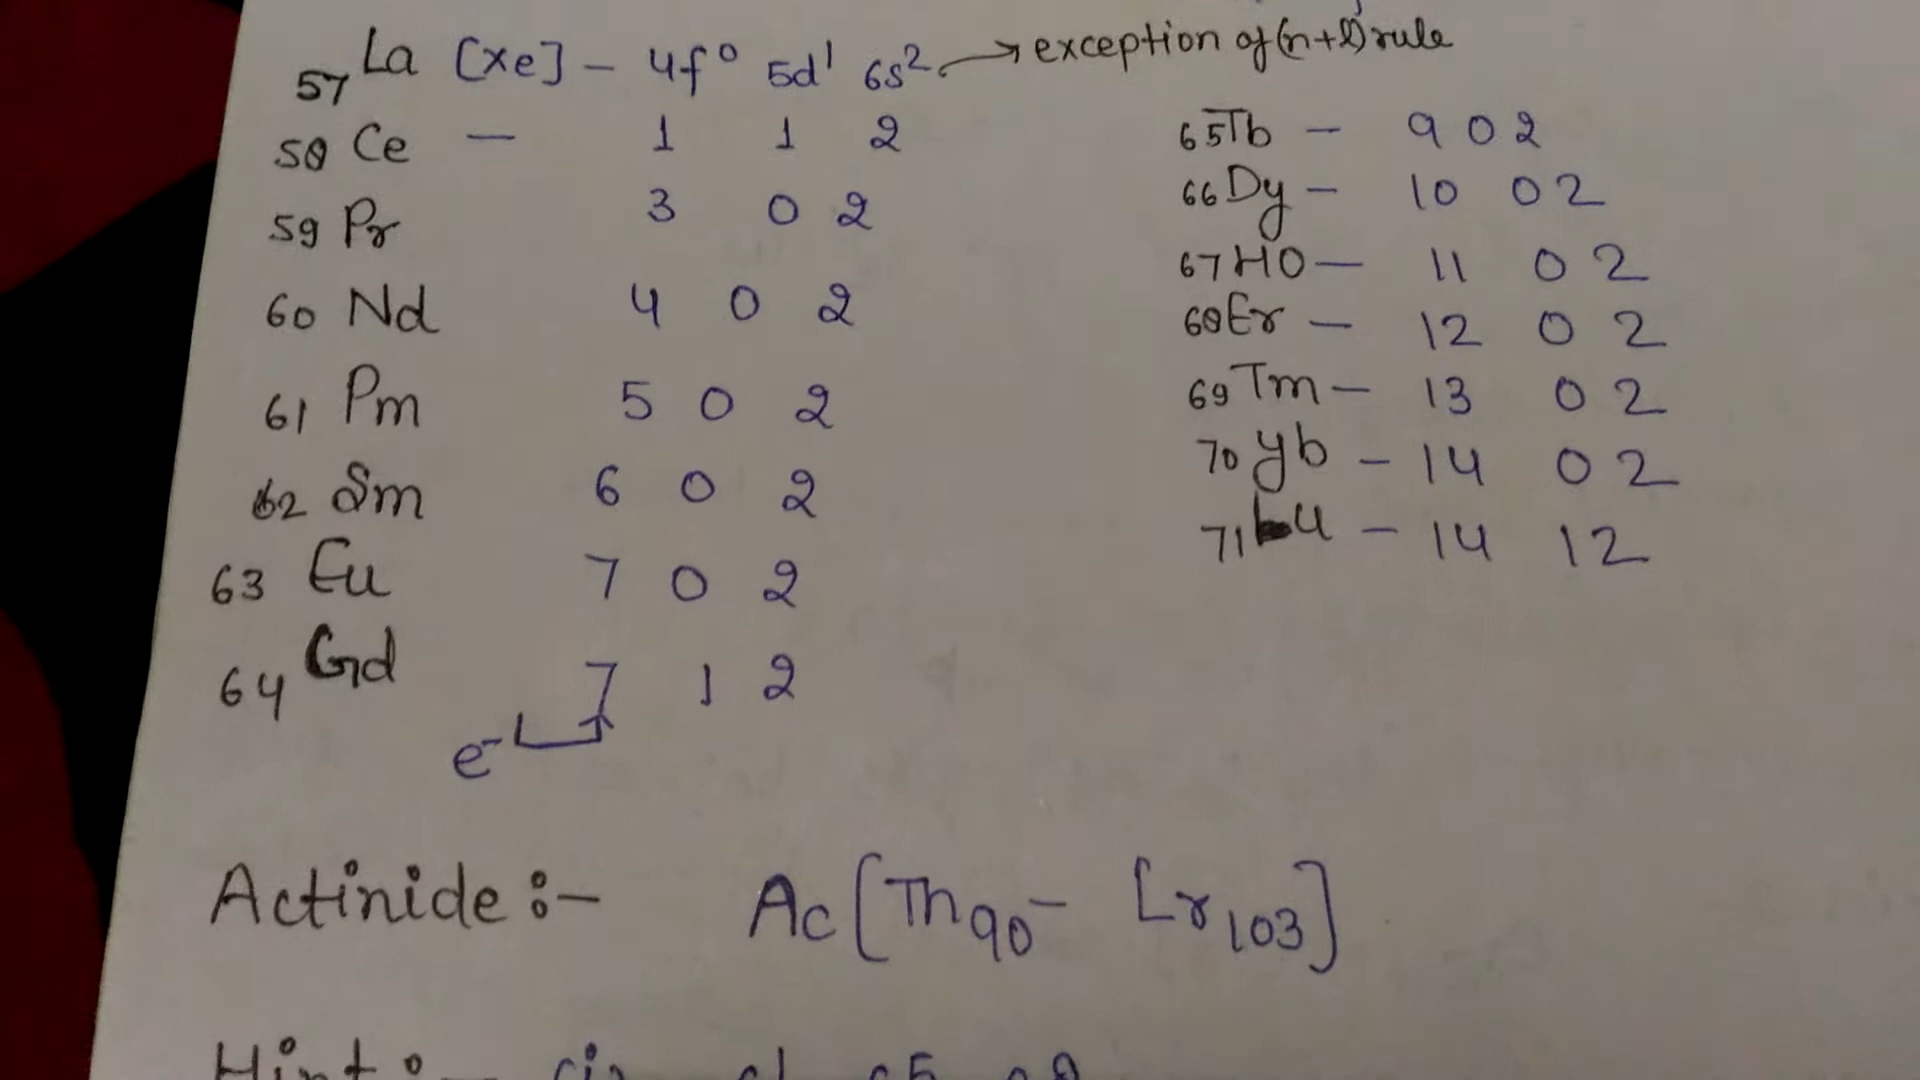 57 La [Xe] - 4f⁰ 5d¹ 6s² → exception of (n+l) rule
58 Ce - 1 1 2
59 Pr 3 0 2
60 Nd 4 0 2
61 Pm 5 0 2
62 Sm 6 0 2
63 Eu 7 0 2
64 Gd 7 1 2
e⁻
65 Tb - 9 0 2
66 Dy - 10 0 2
67 HO - 11 0 2
68 Er - 12 0 2
69 Tm - 13 0 2
70 yb - 14 0 2
71 Lu - 14 1 2
Actinide :- Ac [Th90 - Lr103]
Hint :-